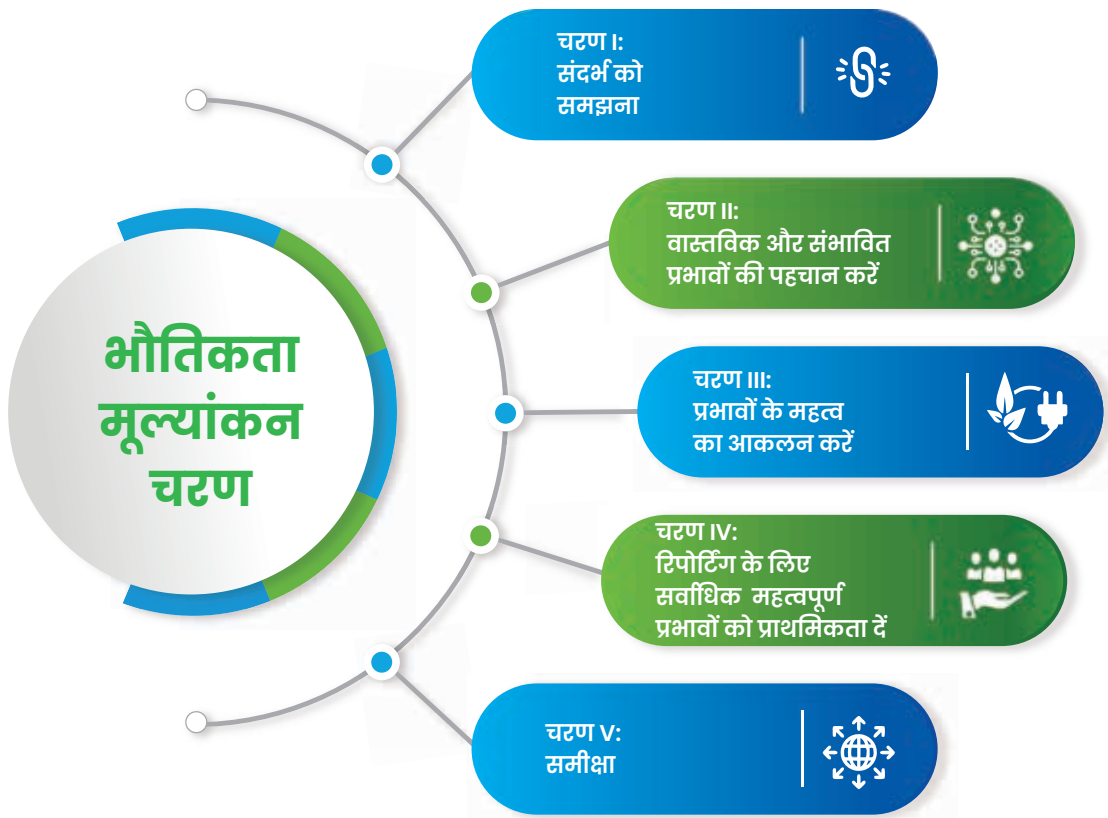 भौतिकता
मूल्यांकन
चरण
चरण I:
संदर्भ को
समझना
चरण II:
वास्तविक और संभावित
प्रभावों की पहचान करें
चरण III:
प्रभावों के महत्व
का आकलन करें
चरण IV:
रिपोर्टिंग के लिए
सर्वाधिक महत्वपूर्ण
प्रभावों को प्राथमिकता दें
चरण V:
समीक्षा